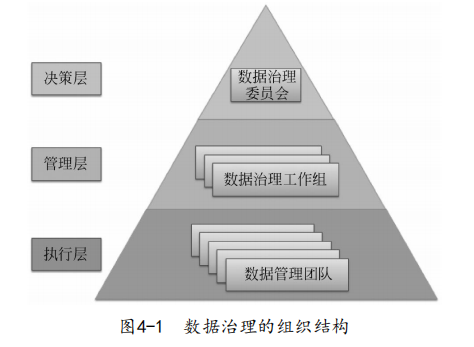 决策层
数据治理
委员会
管理层
数据治理工作组
执行层
数据管理团队
图4-1 数据治理的组织结构